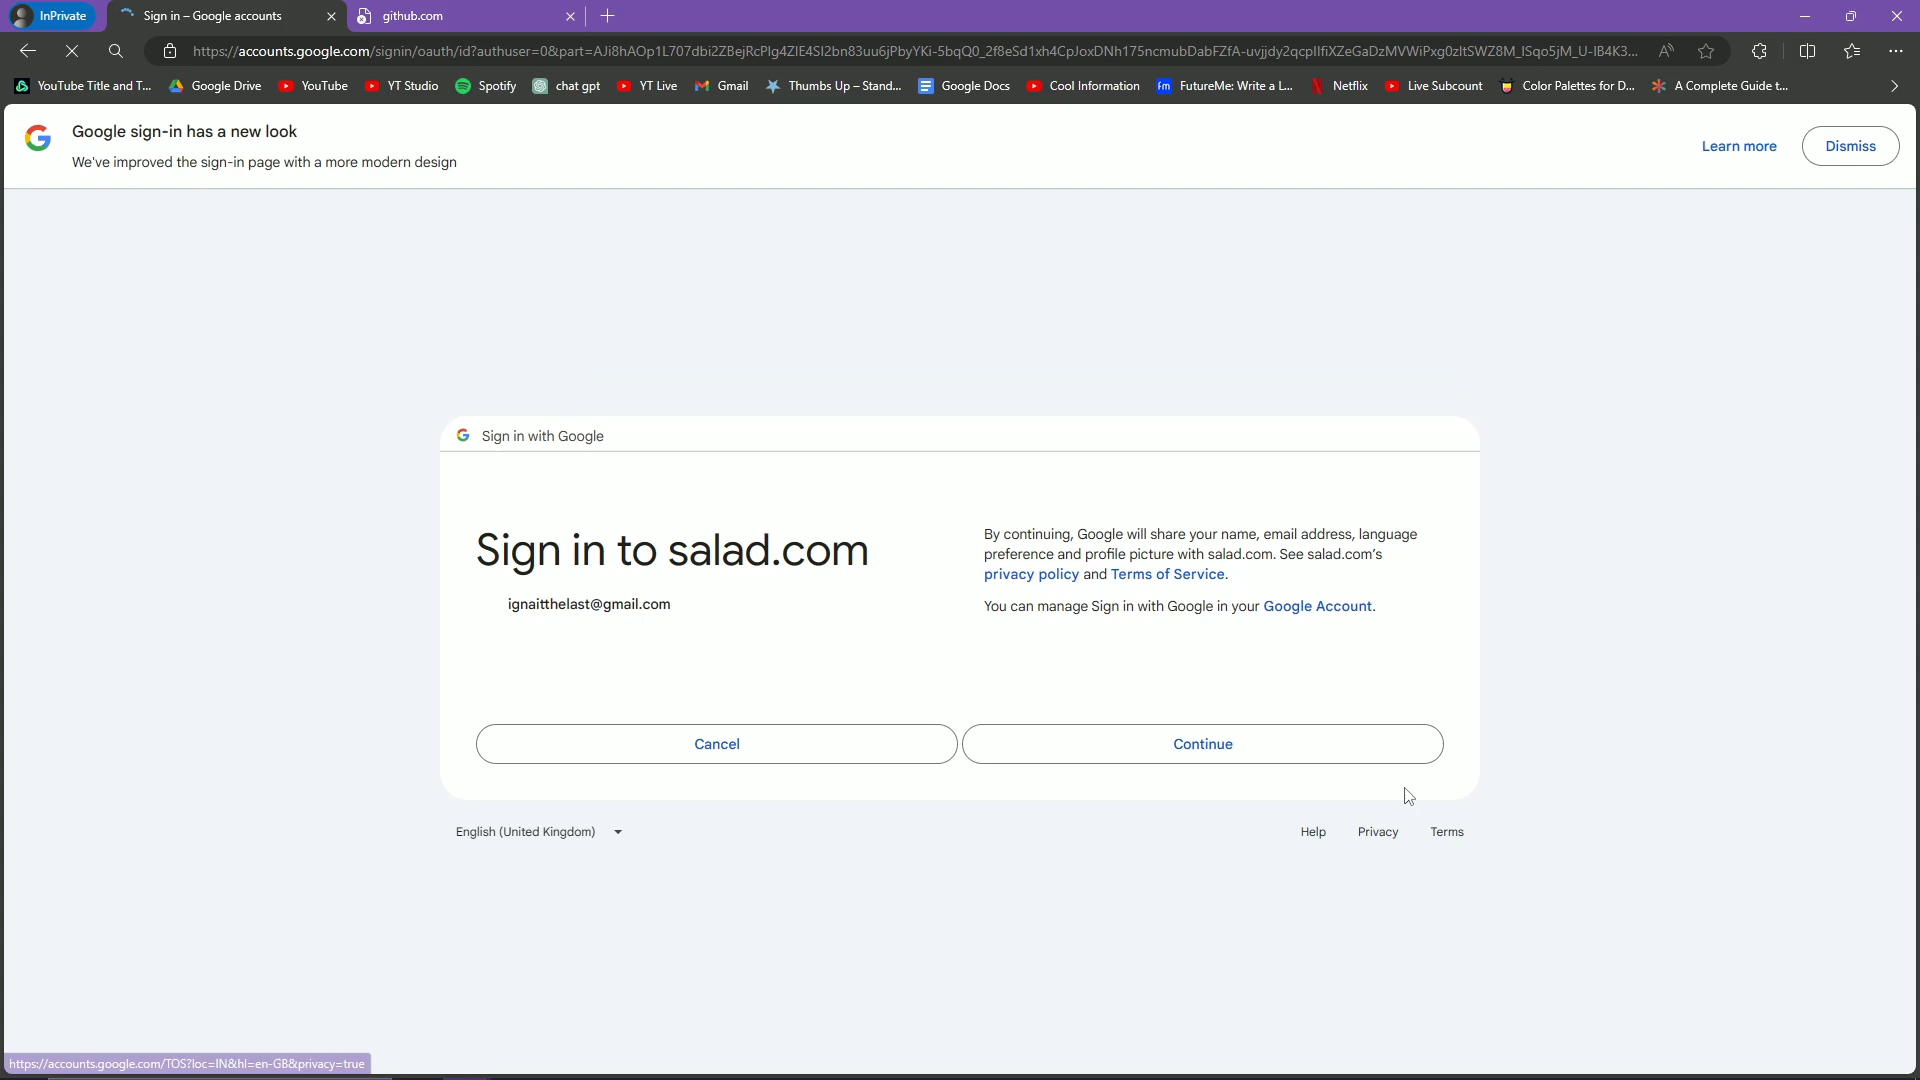 InPrivate
Sign in – Google accounts
github.com
https://accounts.google.com/signin/oauth/id?authuser=0&part=AJi8hAOp1L707dbi2ZBejRcPlg4ZIE4SI2bn83uu6jPbyYKi-5bqQ0_2f8eSd1xh4CpJoxDNh175ncmubDabFZfA-uvjjdy2qcpllfiXZeGaDzMVWiPxg0zltSWZ8M_ISqo5jM_U-IB4K3...
YouTube Title and T...
Google Drive
YouTube
YT Studio
Spotify
chat gpt
YT Live
Gmail
Thumbs Up – Stand...
Google Docs
Cool Information
fm
FutureMe: Write a L...
Netflix
Live Subcount
Color Palettes for D...
A Complete Guide t...
Google sign-in has a new look
We've improved the sign-in page with a more modern design
Learn more
Dismiss
Sign in with Google
Sign in to salad.com
ignaitthelast@gmail.com
By continuing, Google will share your name, email address, language
preference and profile picture with salad.com. See salad.com's
privacy policy and Terms of Service.
You can manage Sign in with Google in your Google Account.
Cancel
Continue
English (United Kingdom)
Help
Privacy
Terms
https://accounts.google.com/TOS?loc=IN&hl=en-GB&privacy=true